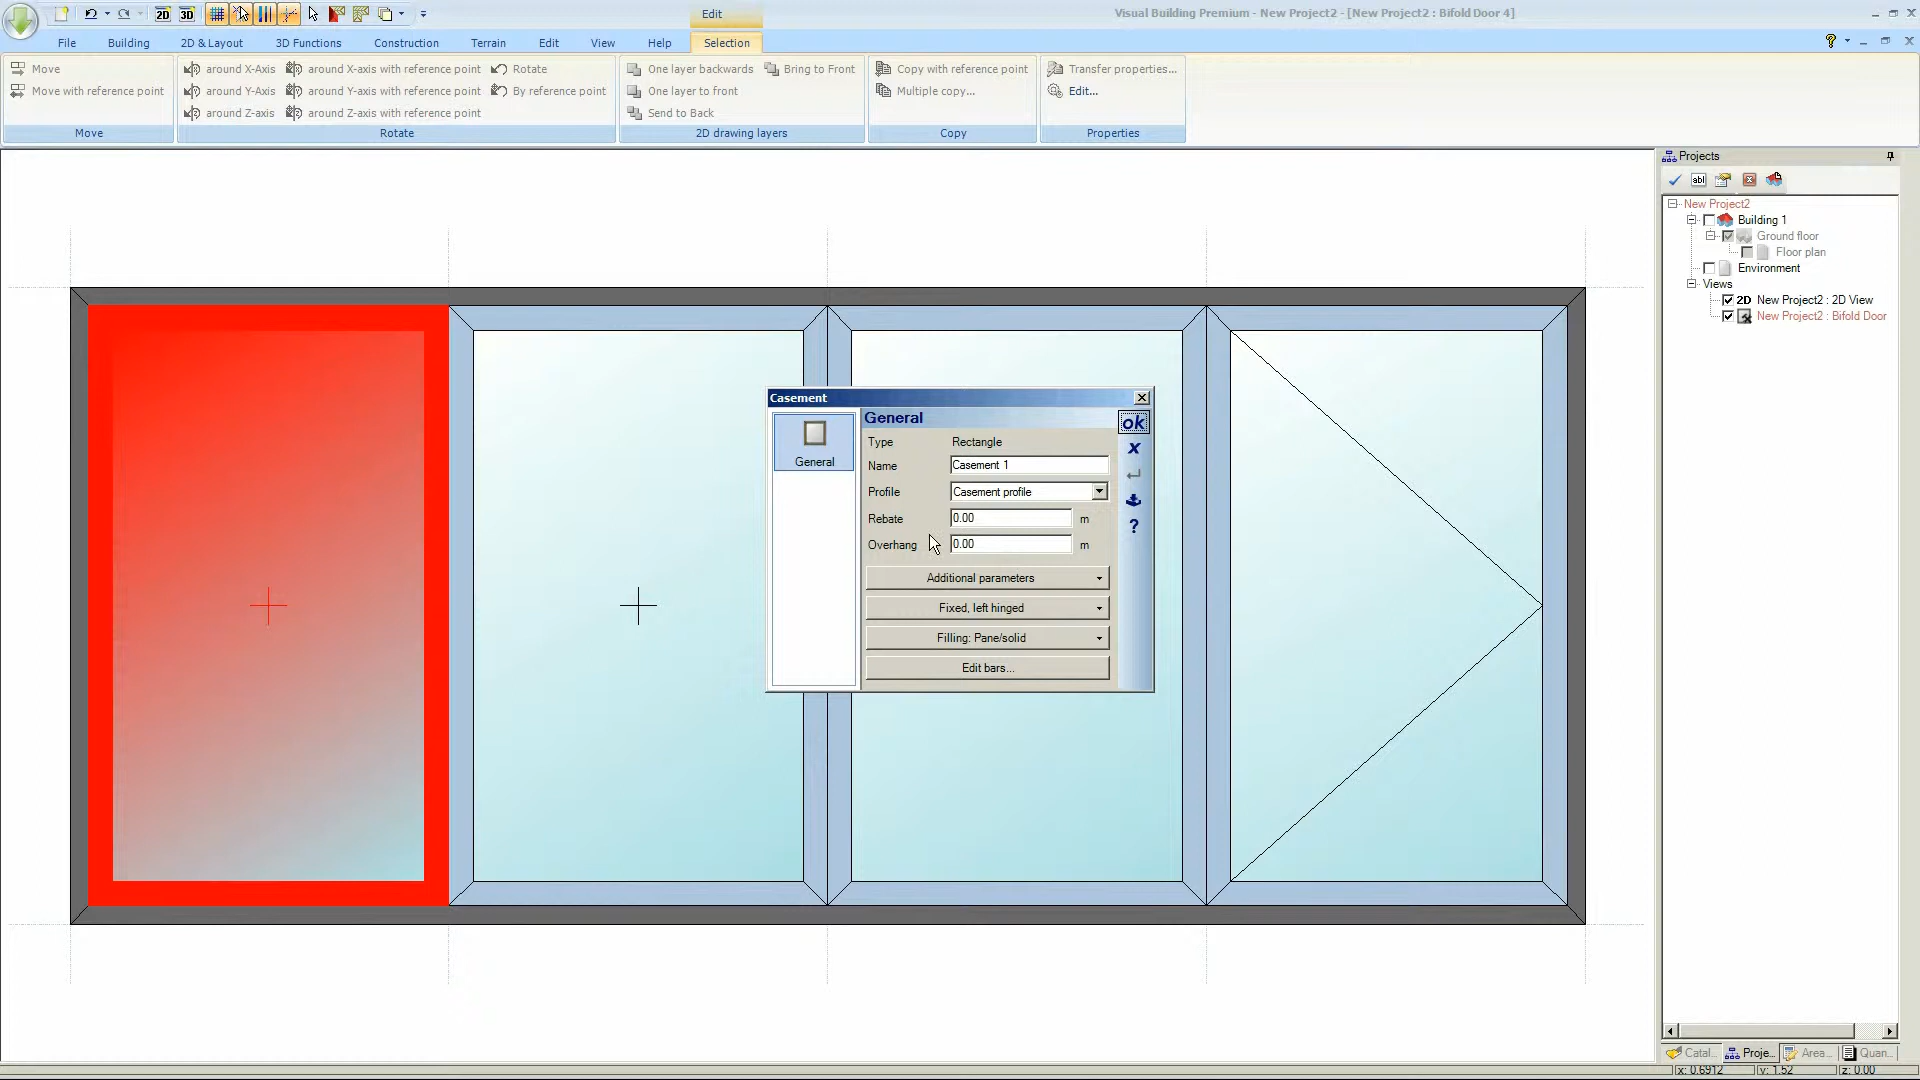 2D 3D Edit Visual Building Premium - New Project2 - [New Project2 : Bifold Door 4]
File Building 2D & Layout 3D Functions Construction Terrain Edit View Help Selection ?
Move around X-Axis around X-axis with reference point Rotate One layer backwards Bring to Front Copy with reference point Transfer properties...
Move with reference point around Y-Axis around Y-axis with reference point By reference point One layer to front Multiple copy... Edit...
around Z-axis around Z-axis with reference point Send to Back
Move Rotate 2D drawing layers Copy Properties
Projects
abl
New Project2
Building 1
Ground floor
Floor plan
Environment
Views
2D New Project2 : 2D View
New Project2 : Bifold Door
Casement
General
General
ok
Type Rectangle
x
Name Casement 1
Profile Casement profile
Rebate 0.00 m
?
Overhang 0.00 m
Additional parameters
Fixed, left hinged
Filling: Pane/solid
Edit bars...
Catal... Proje... Area... Quan...
x: 0.6912 y: 1.52 z: 0.00